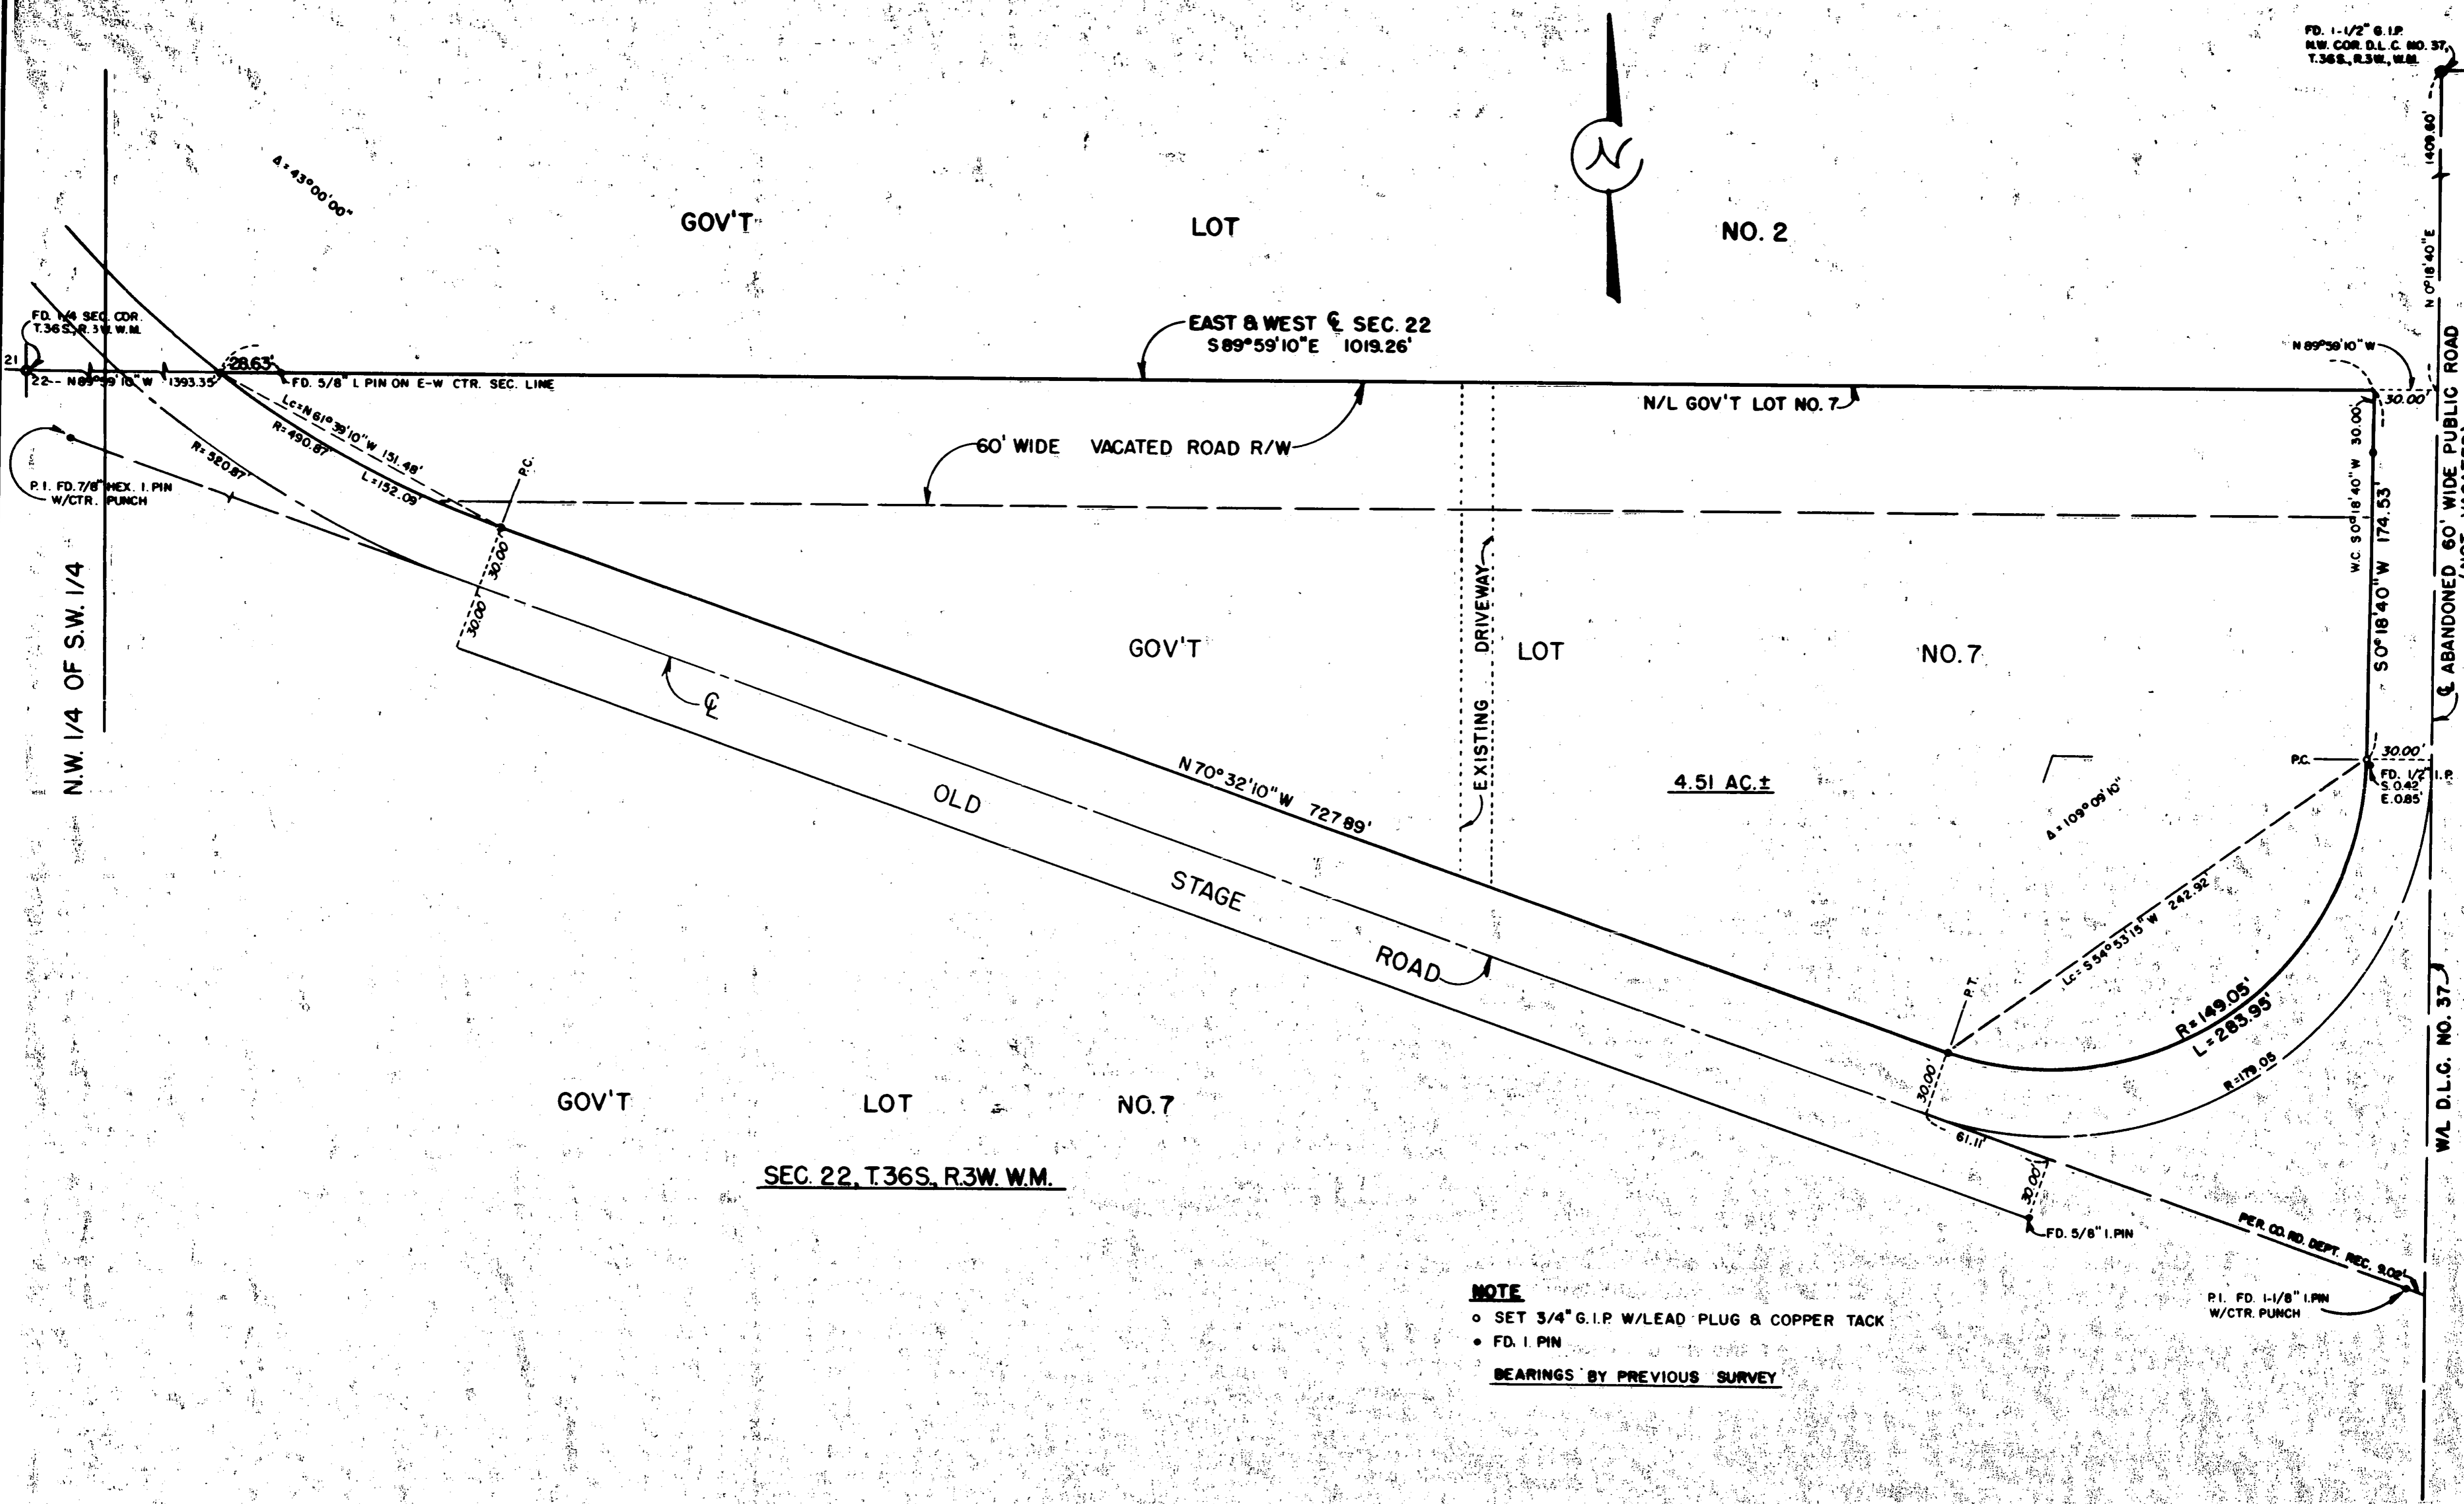 FD. 1-1/2" G.I.P.
N.W. COR. D.L.C. NO. 37,
T.36S., R.3W., W.M.
N 0°18'40"E 1409.60'
Δ = 43°00'00"
GOV'T LOT NO. 2
N
FD. 1/4 SEC. COR.
T.36S., R.3W. W.M.
21
22
N89°59'10"W 1393.35'
28.63'
FD. 5/8" I. PIN ON E-W CTR. SEC. LINE
EAST & WEST ℄ SEC. 22
S89°59'10"E 1019.26'
N 89°59'10"W
30.00'
N/L GOV'T LOT NO. 7
60' WIDE VACATED ROAD R/W
Lc=N61°39'10"W 151.48'
R=490.87'
L=152.09'
R=520.87'
P.C.
P.I. FD. 7/8" HEX. I. PIN
W/CTR. PUNCH
30.00'
30.00'
W.C. S0°18'40"W 30.00'
S0°18'40"W 174.53'
℄ ABANDONED 60' WIDE PUBLIC ROAD
(NOT VACATED)
N.W. 1/4 OF S.W. 1/4
GOV'T LOT NO. 7
EXISTING DRIVEWAY
℄
N70°32'10"W 727.89'
4.51 AC.±
P.C.
30.00'
FD. 1/2" I.P.
S. 0.42'
E. 0.85'
Δ = 109°09'10"
OLD STAGE ROAD
Lc= S54°53'15"W 242.92'
P.T.
R=149.05'
L=283.95'
R=179.05
W/L D.L.C. NO. 37
30.00'
61.11'
30.00'
FD. 5/8" I.PIN
PER. CO. RD. DEPT. REC. 9.02'
P.I. FD. 1-1/8" I.PIN
W/CTR. PUNCH
GOV'T LOT NO. 7
SEC. 22, T.36S., R.3W. W.M.
NOTE
○ SET 3/4" G.I.P. W/LEAD PLUG & COPPER TACK
● FD. I. PIN
BEARINGS BY PREVIOUS SURVEY